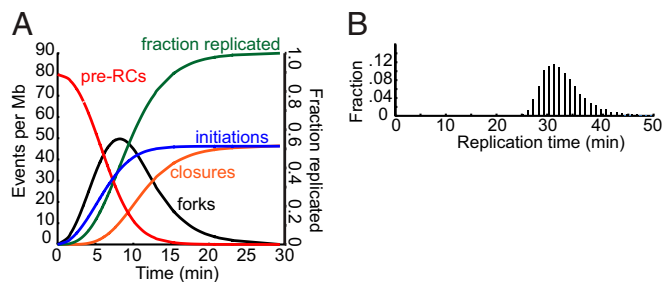 A
fraction replicated
pre-RCs
initiations
closures
forks
Events per Mb
90
80
70
60
50
40
30
20
10
0
Fraction replicated
1.0
0.8
0.6
0.4
0.2
0
0 5 10 15 20 25 30
Time (min)
B
Fraction
.12
.08
.04
0
0 10 20 30 40 50
Replication time (min)